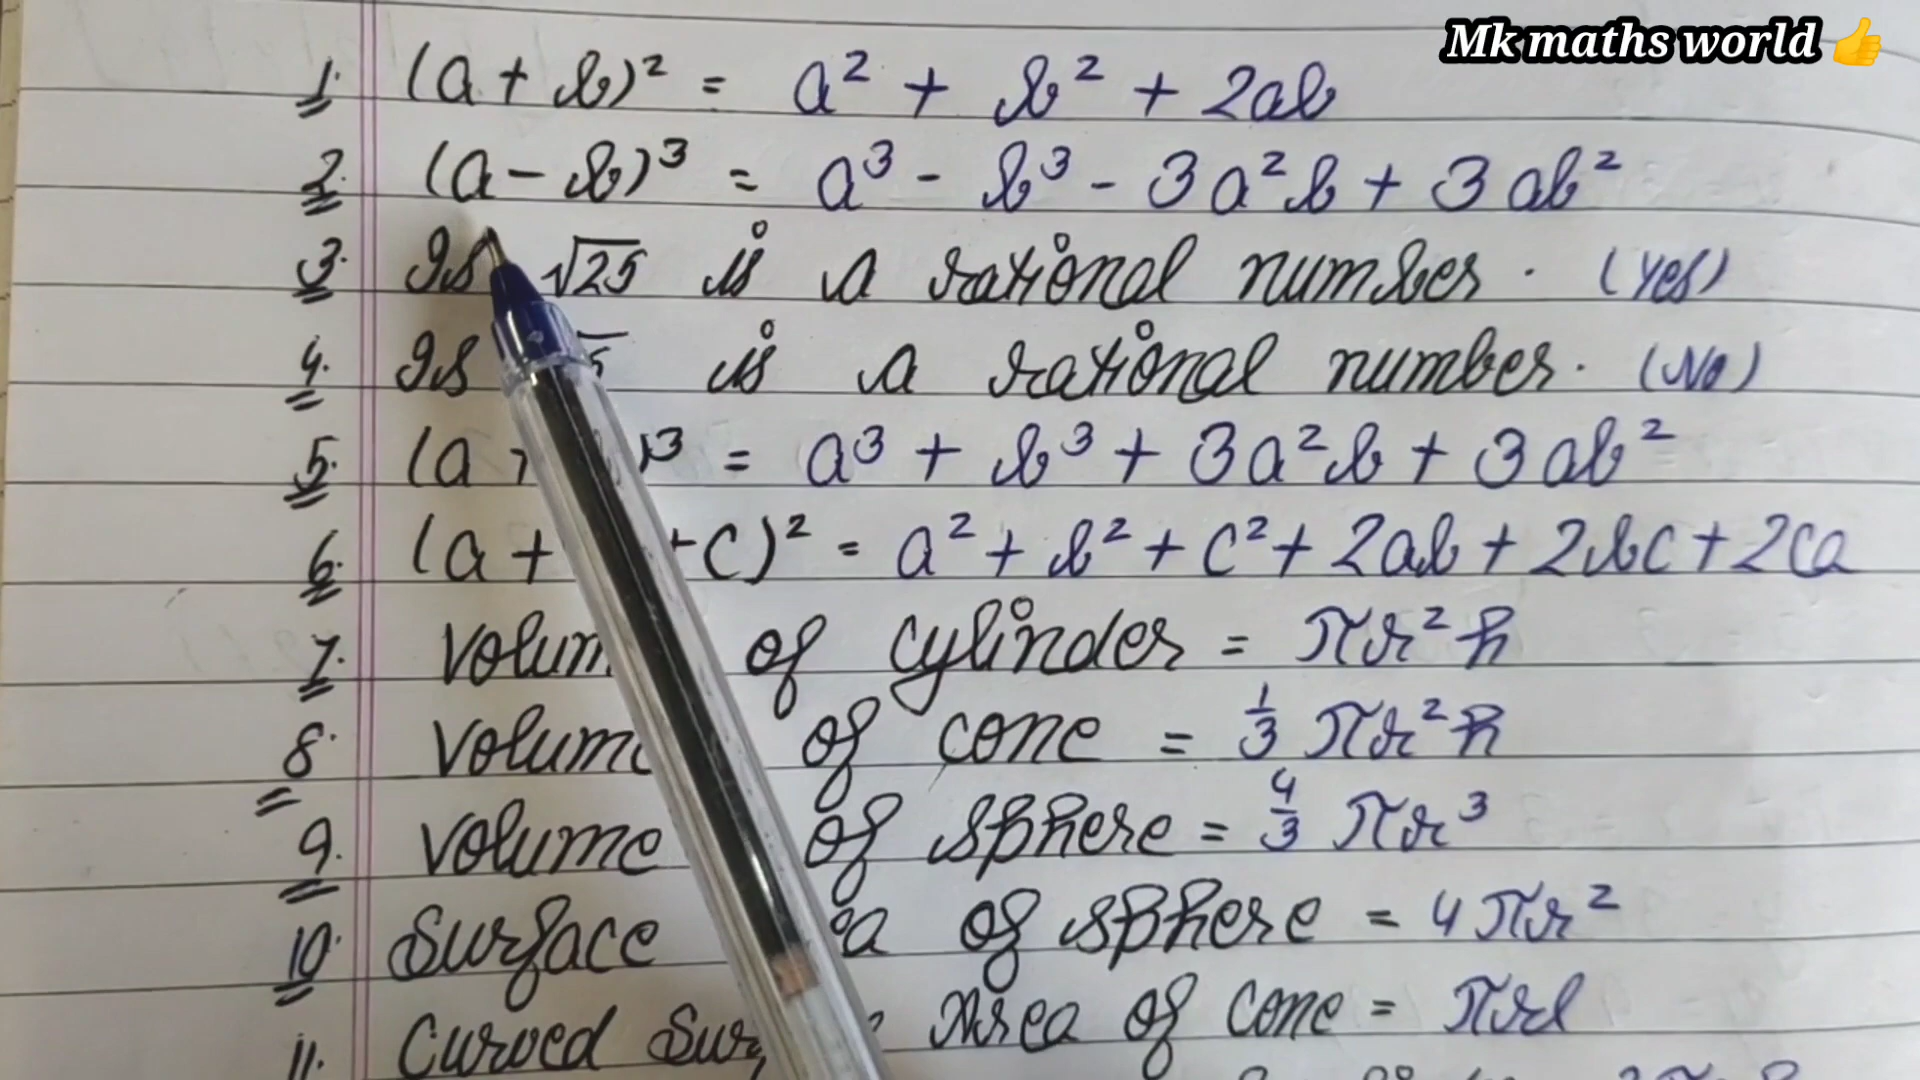 Mk maths world 👍
1. (a + b)² = a² + b² + 2ab
2. (a - b)³ = a³ - b³ - 3a²b + 3ab²
3. Is √25 is a rational number. (Yes)
4. Is is a rational number. (No)
5. (a )³ = a³ + b³ + 3a²b + 3ab²
6. (a + +c)² = a² + b² + c² + 2ab + 2bc + 2ca
7. of cylinder = πr²h
8. of cone = 1/3 πr²h
9. Volume of sphere = 4/3 πr³
10. Surface of sphere = 4πr²
11. Curved Area of cone = πrl